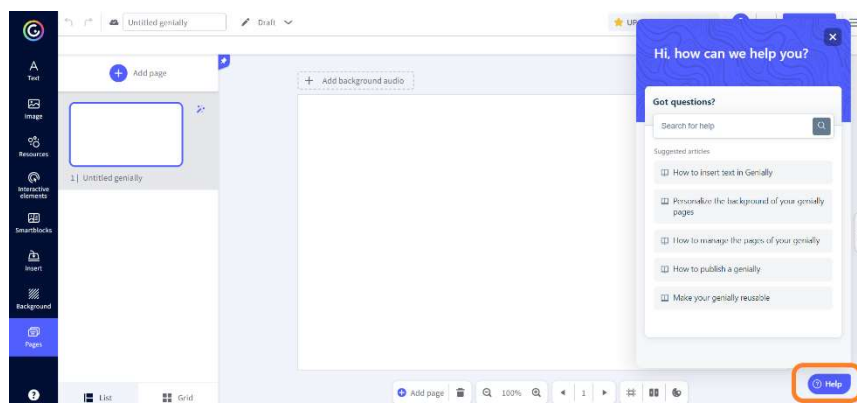 Untitled genially
Draft
UP
Text
Image
Resources
Interactive
elements
Smartblocks
Insert
Background
Pages
Add page
1 | Untitled genially
List
Grid
Add background audio
Add page
100%
1
Hi, how can we help you?
Got questions?
Search for help
Suggested articles
How to insert text in Genially
Personalize the background of your genially
pages
How to manage the pages of your genially
How to publish a genially
Make your genially reusable
Help